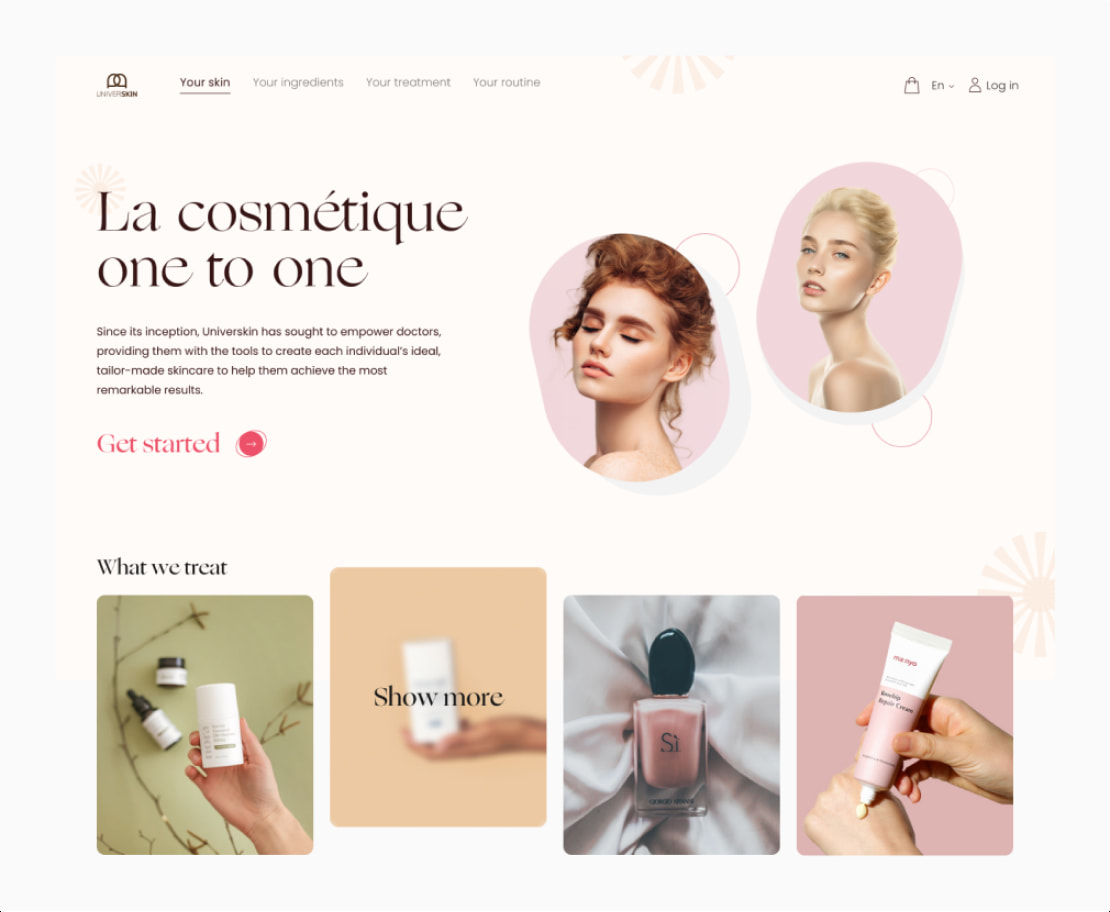 UNIVERSKIN
Your skin
Your ingredients
Your treatment
Your routine
En
Log in
La cosmétique
one to one
Since its inception, Universkin has sought to empower doctors,
providing them with the tools to create each individual's ideal,
tailor-made skincare to help them achieve the most
remarkable results.
Get started
What we treat
Show more
Sì
GIORGIO ARMANI
ma:nyo
Rosehip
Repair Cream